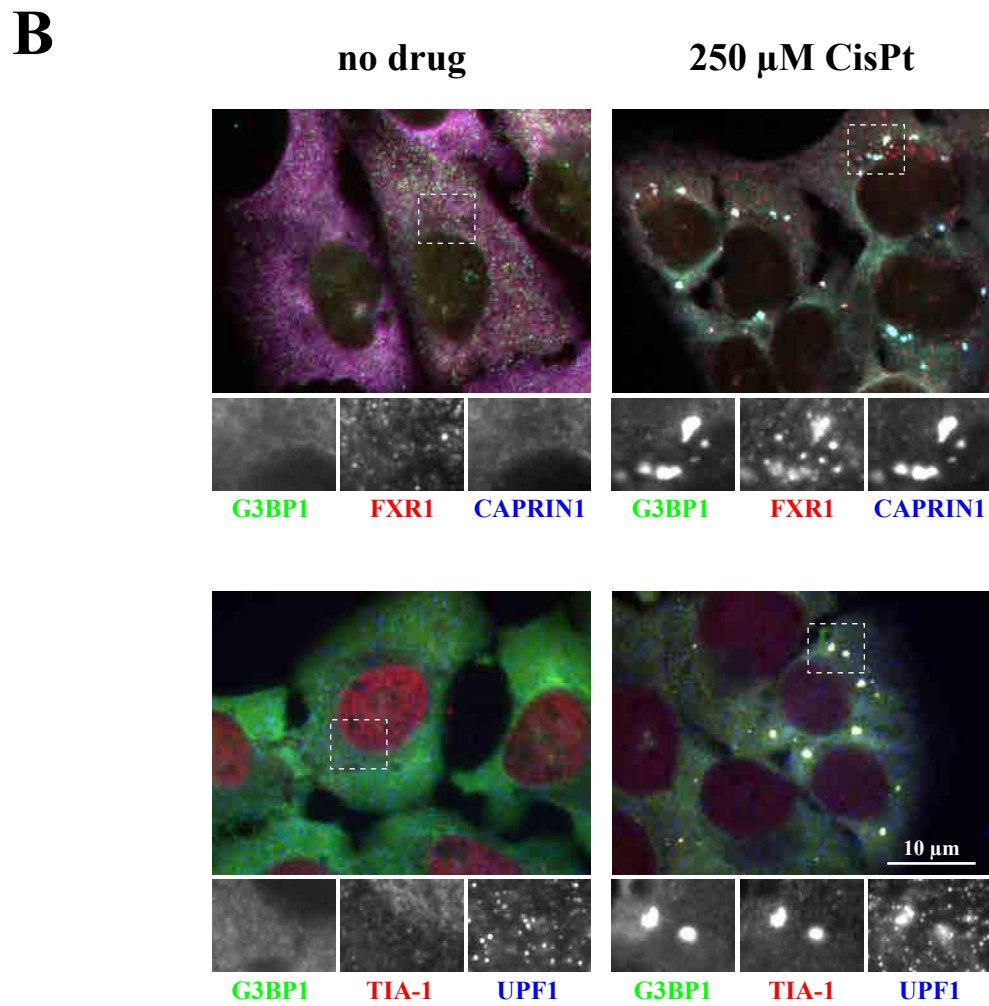 B
no drug 250 µM CisPt
G3BP1 FXR1 CAPRIN1 G3BP1 FXR1 CAPRIN1
10 µm
G3BP1 TIA-1 UPF1 G3BP1 TIA-1 UPF1